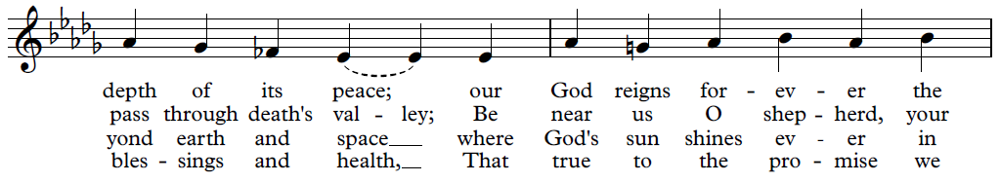 depth of its peace; our God reigns for - ev - er the
pass through death's val - ley; Be near us O shep - herd, your
yond earth and space___ where God's sun shines ev - er in
bles - sings and health,__ That true to the pro - mise we